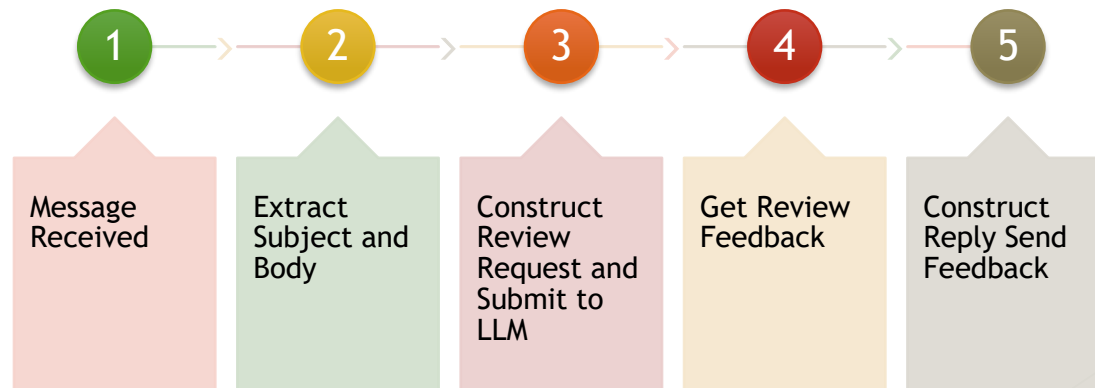 1
2
3
4
5
Message
Received
Extract
Subject and
Body
Construct
Review
Request and
Submit to
LLM
Get Review
Feedback
Construct
Reply Send
Feedback